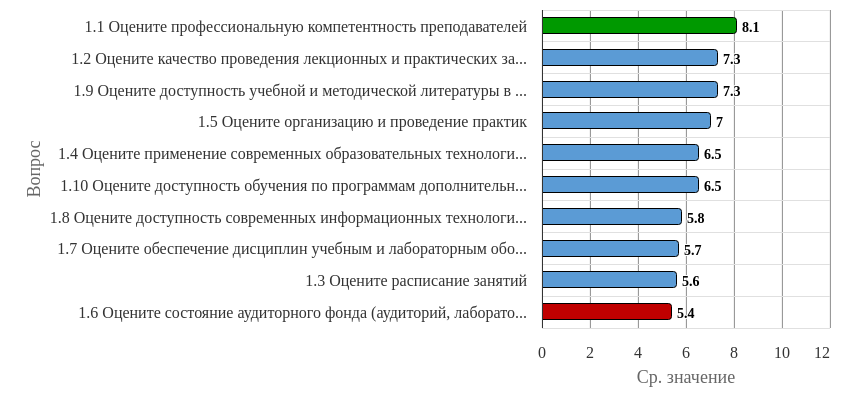 1.1 Оцените профессиональную компетентность преподавателей 8.1
1.2 Оцените качество проведения лекционных и практических за... 7.3
1.9 Оцените доступность учебной и методической литературы в ... 7.3
1.5 Оцените организацию и проведение практик 7
1.4 Оцените применение современных образовательных технологи... 6.5
1.10 Оцените доступность обучения по программам дополнительн... 6.5
1.8 Оцените доступность современных информационных технологи... 5.8
1.7 Оцените обеспечение дисциплин учебным и лабораторным обо... 5.7
1.3 Оцените расписание занятий 5.6
1.6 Оцените состояние аудиторного фонда (аудиторий, лаборато... 5.4
Вопрос
0 2 4 6 8 10 12
Ср. значение